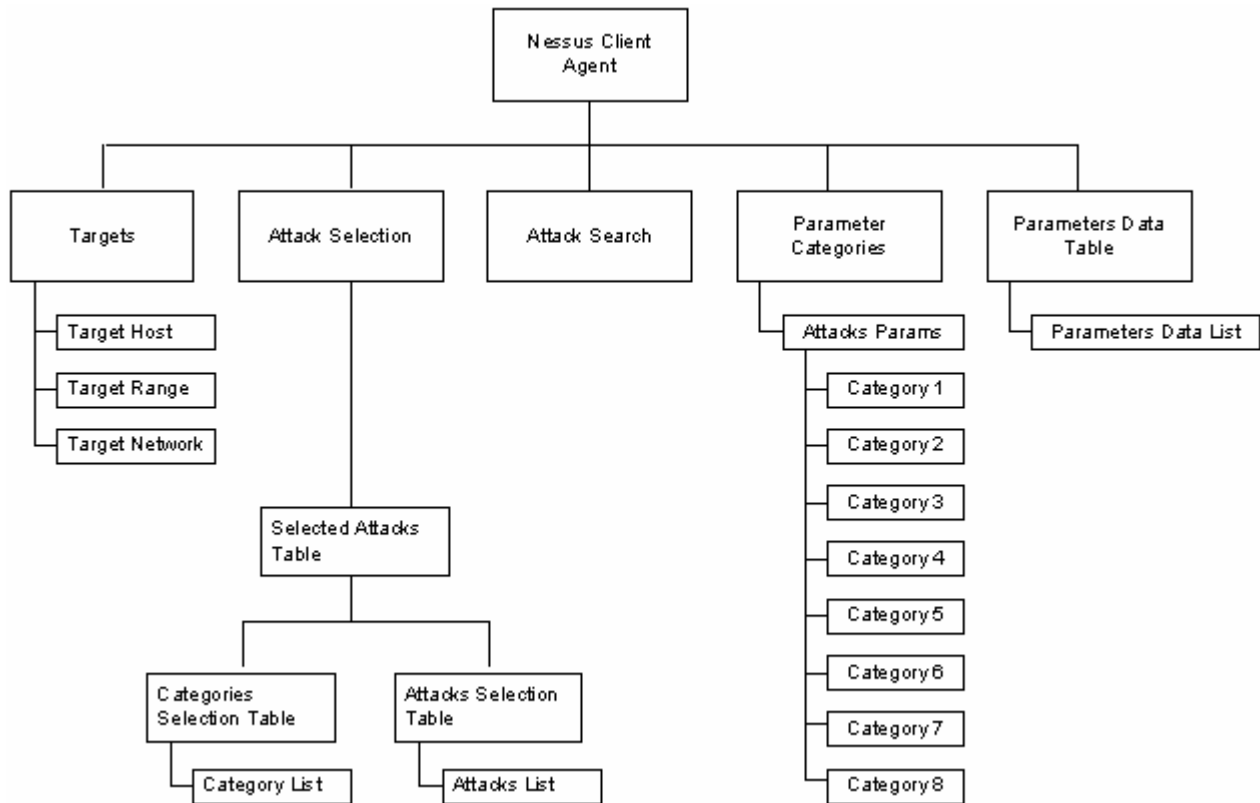 Nessus Client
Agent
Targets
Attack Selection
Attack Search
Parameter
Categories
Parameters Data
Table
Target Host
Target Range
Target Network
Attacks Params
Parameters Data List
Category 1
Category 2
Category 3
Category 4
Category 5
Category 6
Category 7
Category 8
Selected Attacks
Table
Categories
Selection Table
Attacks Selection
Table
Category List
Attacks List